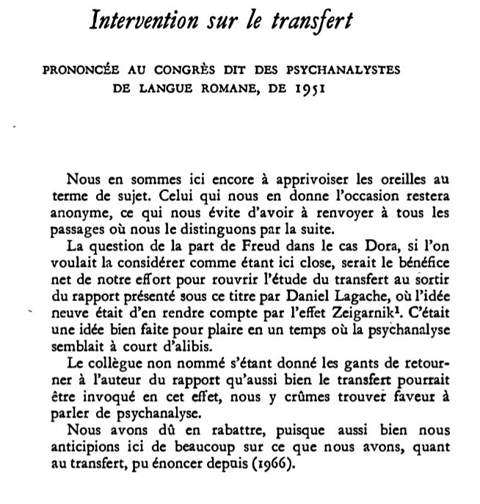 Intervention sur le transfert
PRONONCÉE AU CONGRÈS DIT DES PSYCHANALYSTES
DE LANGUE ROMANE, DE 1951
Nous en sommes ici encore à apprivoiser les oreilles au
terme de sujet. Celui qui nous en donne l'occasion restera
anonyme, ce qui nous évite d'avoir à renvoyer à tous les
passages où nous le distinguons par la suite.
La question de la part de Freud dans le cas Dora, si l'on
voulait la considérer comme étant ici close, serait le bénéfice
net de notre effort pour rouvrir l'étude du transfert au sortir
du rapport présenté sous ce titre par Daniel Lagache, où l'idée
neuve était d'en rendre compte par l'effet Zeigarnik¹. C'était
une idée bien faite pour plaire en un temps où la psychanalyse
semblait à court d'alibis.
Le collègue non nommé s'étant donné les gants de retour-
ner à l'auteur du rapport qu'aussi bien le transfert pourrait
être invoqué en cet effet, nous y crûmes trouver faveur à
parler de psychanalyse.
Nous avons dû en rabattre, puisque aussi bien nous
anticipions ici de beaucoup sur ce que nous avons, quant
au transfert, pu énoncer depuis (1966).